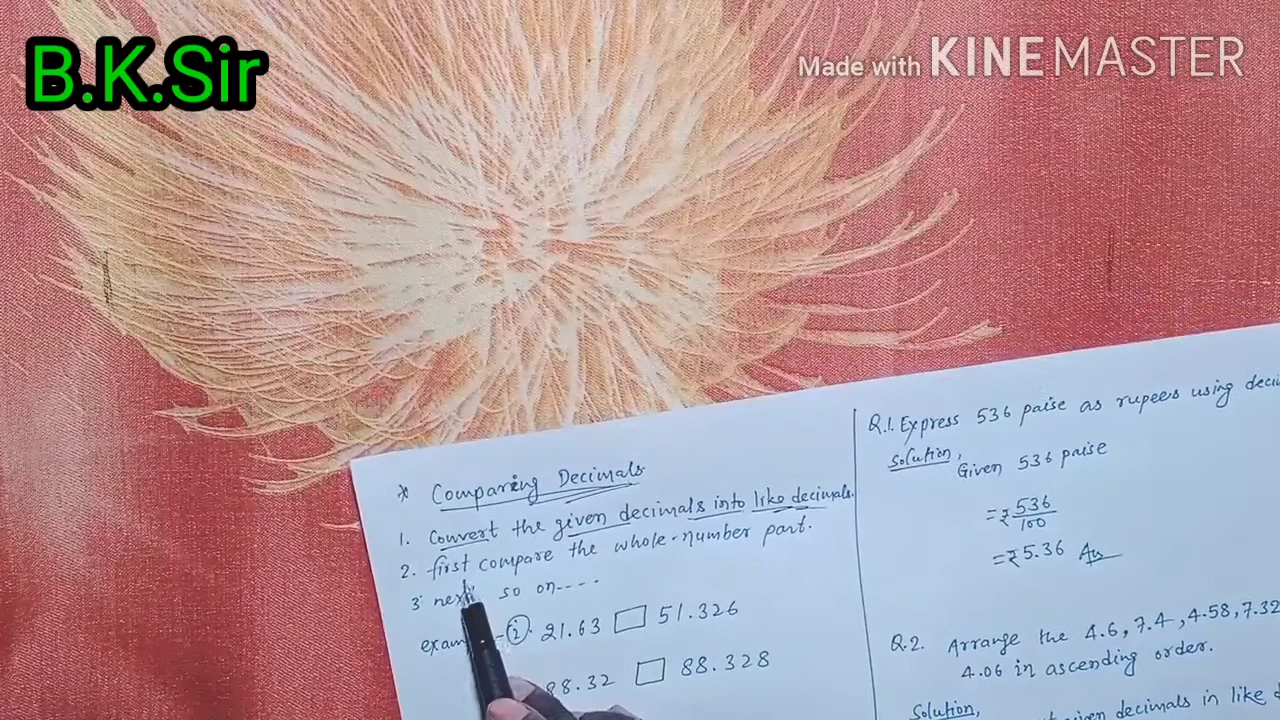 B.K.Sir
Made with KINEMASTER
* Comparing Decimals
1. Convert the given decimals into like decimals.
2. first compare the whole-number part.
3. next so on----
(i). 21.63 □ 51.326
88.32 □ 88.328
Q.1. Express 536 paise as rupees using
Solution,
Given 536 paise
= ₹ 536/100
= ₹ 5.36 Ans
Q.2. Arrange the 4.6, 7.4, 4.58, 7.32
4.06 in ascending order.
Solution,
given decimals in like